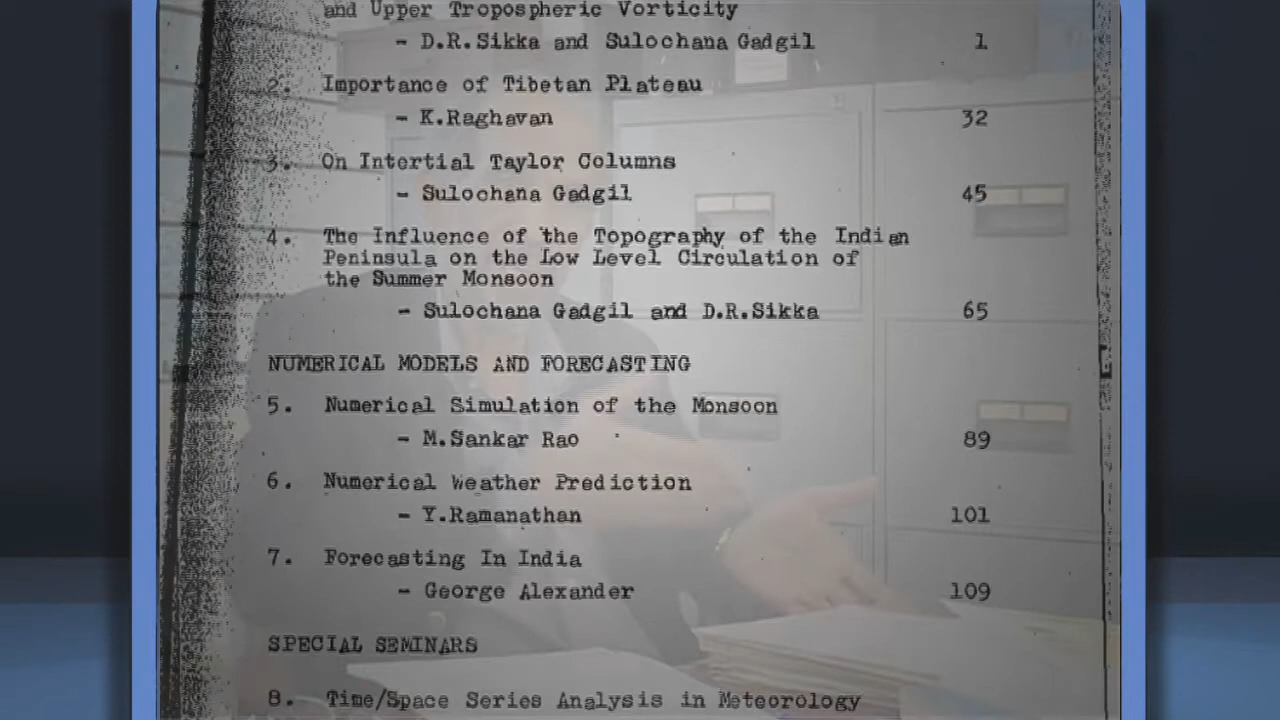 and Upper Tropospheric Vorticity
- D.R.Sikka and Sulochana Gadgil 1
2. Importance of Tibetan Plateau
- K.Raghavan 32
3. On Intertial Taylor Columns
- Sulochana Gadgil 45
4. The Influence of the Topography of the Indian
Peninsula on the Low Level Circulation of
the Summer Monsoon
- Sulochana Gadgil and D.R.Sikka 65
NUMERICAL MODELS AND FORECASTING
5. Numerical Simulation of the Monsoon
- M.Sankar Rao 89
6. Numerical Weather Prediction
- Y.Ramanathan 101
7. Forecasting In India
- George Alexander 109
SPECIAL SEMINARS
8. Time/Space Series Analysis in Meteorology